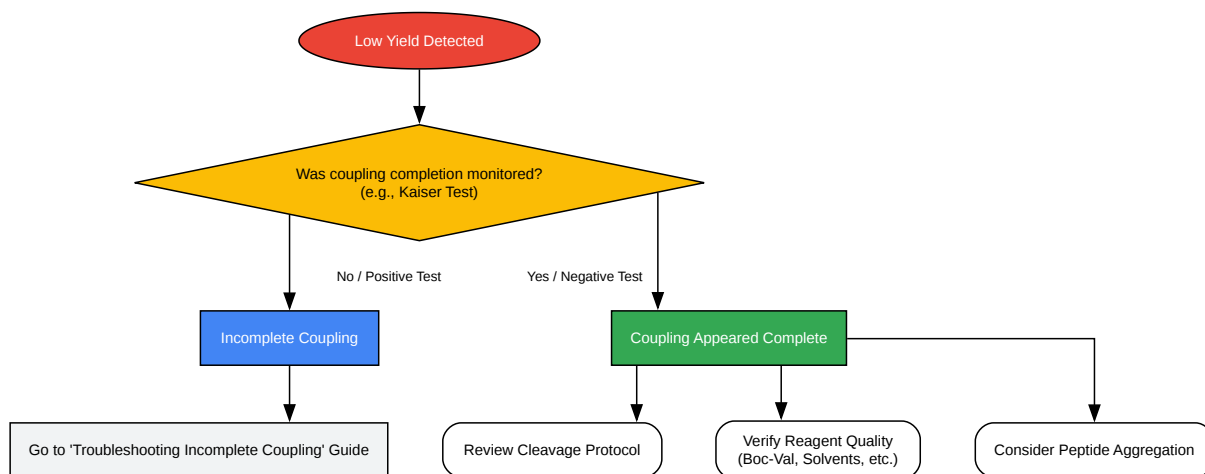 Low Yield Detected
Was coupling completion monitored?
(e.g., Kaiser Test)
No / Positive Test
Yes / Negative Test
Incomplete Coupling
Coupling Appeared Complete
Go to 'Troubleshooting Incomplete Coupling' Guide
Review Cleavage Protocol
Verify Reagent Quality
(Boc-Val, Solvents, etc.)
Consider Peptide Aggregation